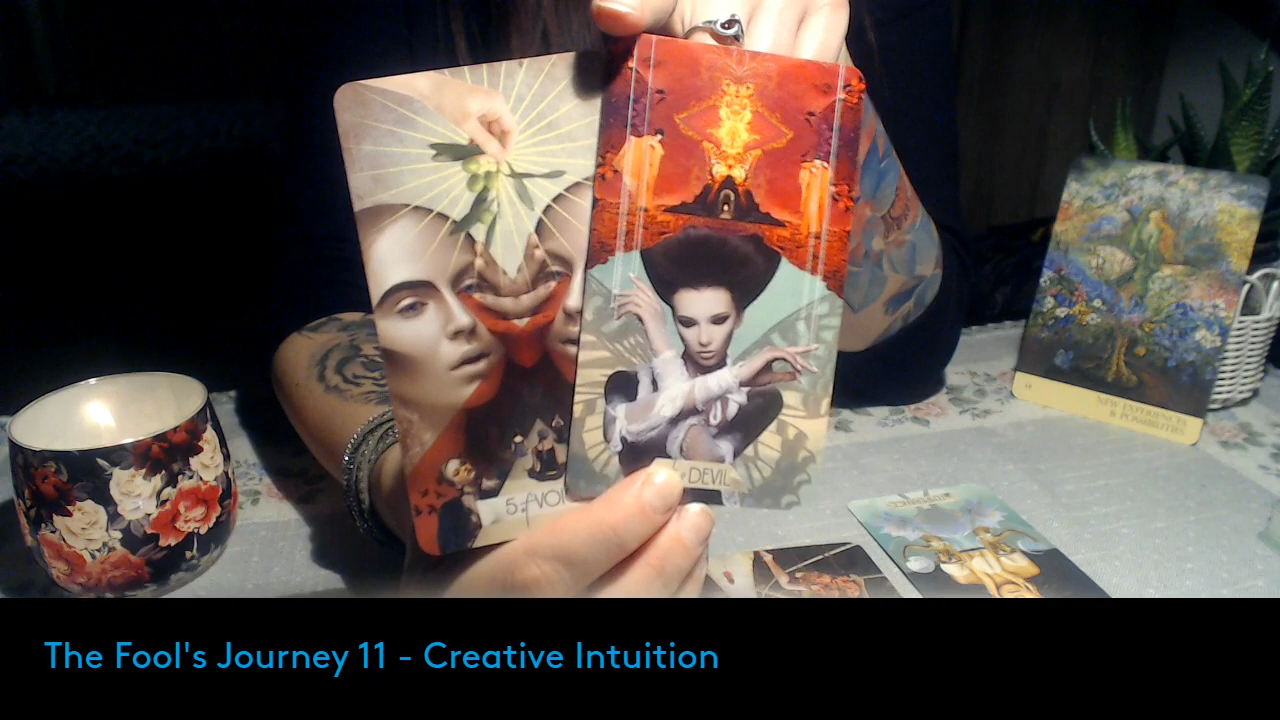 DEVIL
NEW EXPERIENCES
& POSSIBILITIES
The Fool's Journey 11 - Creative Intuition